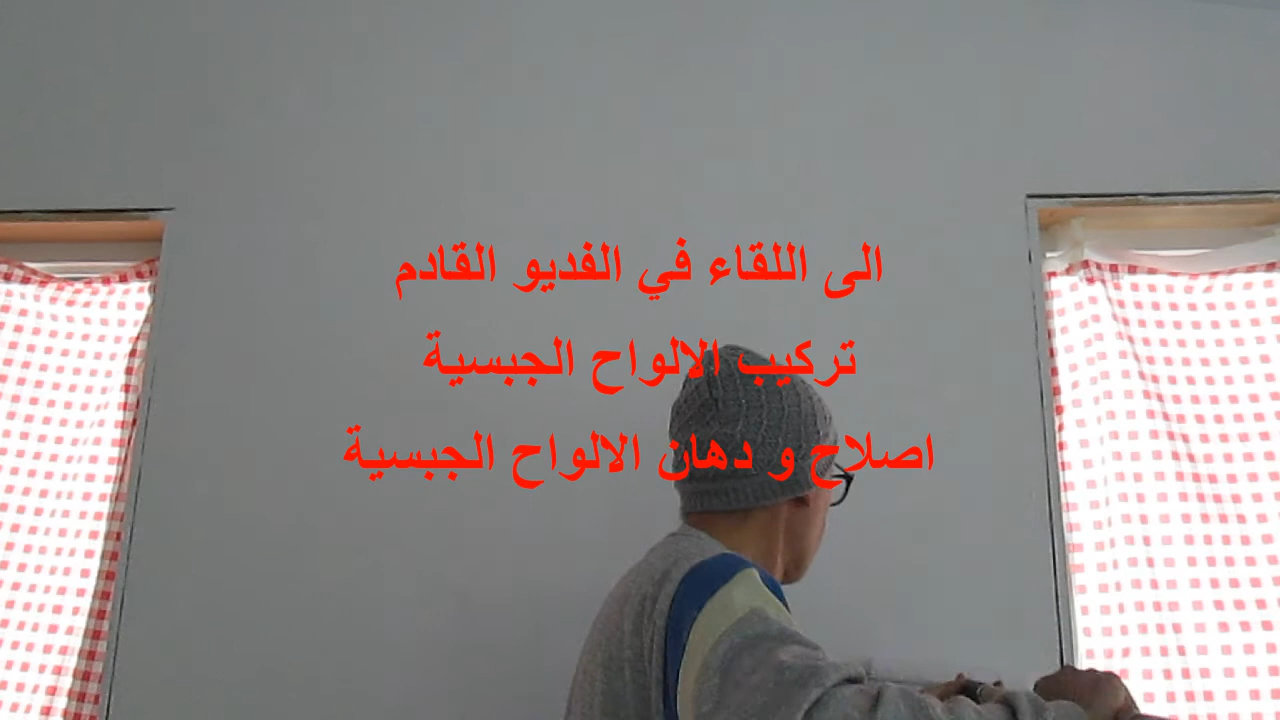 الى اللقاء في الفديو القادم
تركيب الالواح الجبسية
اصلاح و دهان الالواح الجبسية